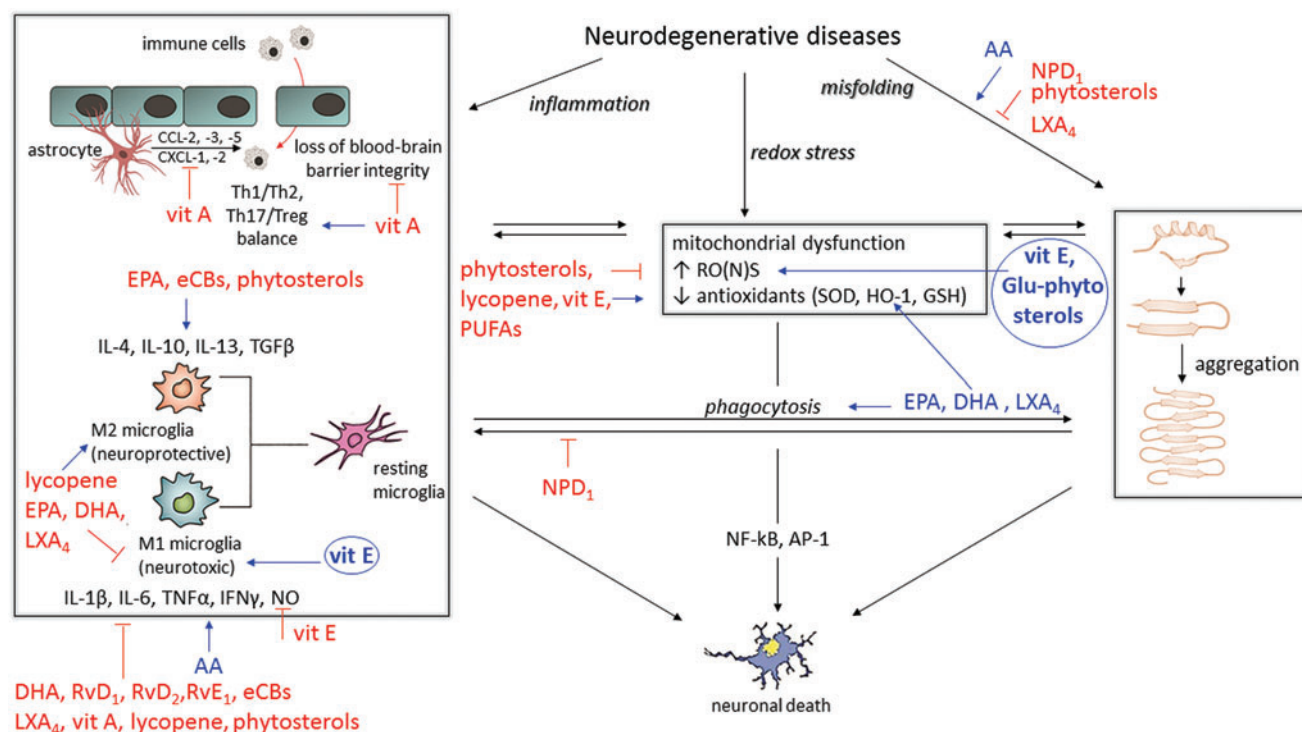 immune cells
astrocyte
CCL-2, -3, -5
CXCL-1, -2
loss of blood-brain
barrier integrity
vit A
Th1/Th2,
Th17/Treg
balance
vit A
EPA, eCBs, phytosterols
IL-4, IL-10, IL-13, TGFβ
M2 microglia
(neuroprotective)
resting
microglia
lycopene
EPA, DHA,
LXA₄
M1 microglia
(neurotoxic)
vit E
IL-1β, IL-6, TNFα, IFNγ, NO
vit E
AA
DHA, RvD₁, RvD₂,RvE₁, eCBs
LXA₄, vit A, lycopene, phytosterols
Neurodegenerative diseases
inflammation
redox stress
misfolding
AA
NPD₁
phytosterols
LXA₄
phytosterols,
lycopene, vit E,
PUFAs
mitochondrial dysfunction
↑ RO(N)S
↓ antioxidants (SOD, HO-1, GSH)
vit E,
Glu-phyto
sterols
phagocytosis
EPA, DHA , LXA₄
NPD₁
NF-kB, AP-1
neuronal death
aggregation